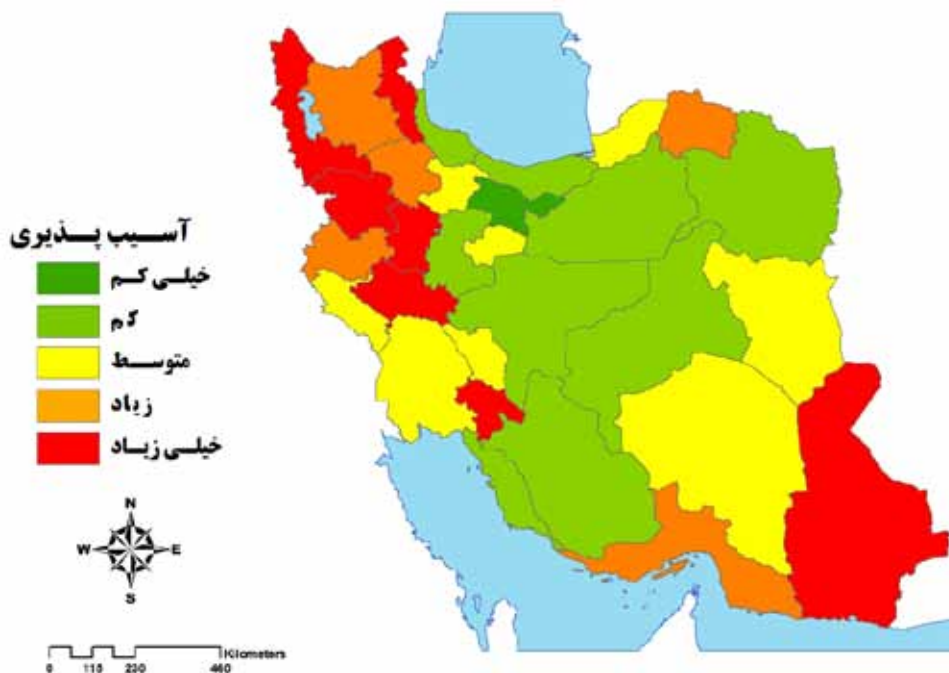 آسیب پذیری
خیلی کم
کم
متوسط
زیاد
خیلی زیاد
N
W E
S
Kilometers
0 115 230 460